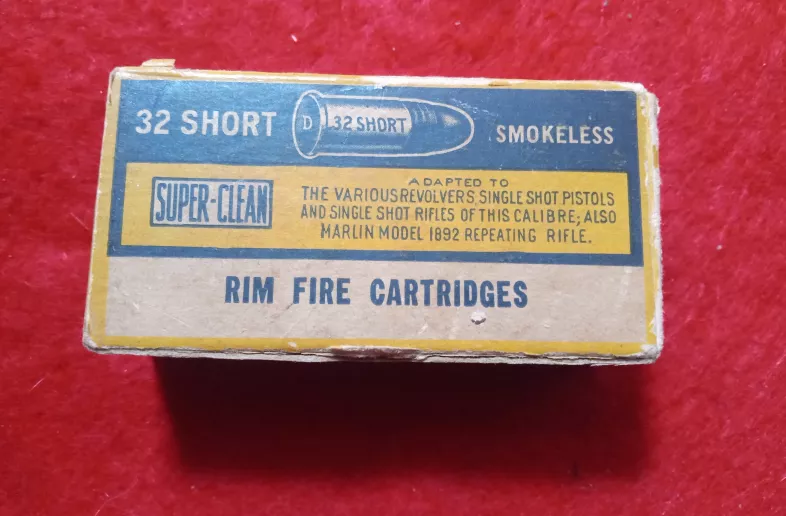 32 SHORT
D 32 SHORT
SMOKELESS
SUPER-CLEAN
ADAPTED TO
THE VARIOUS REVOLVERS, SINGLE SHOT PISTOLS
AND SINGLE SHOT RIFLES OF THIS CALIBRE; ALSO
MARLIN MODEL 1892 REPEATING RIFLE.
RIM FIRE CARTRIDGES